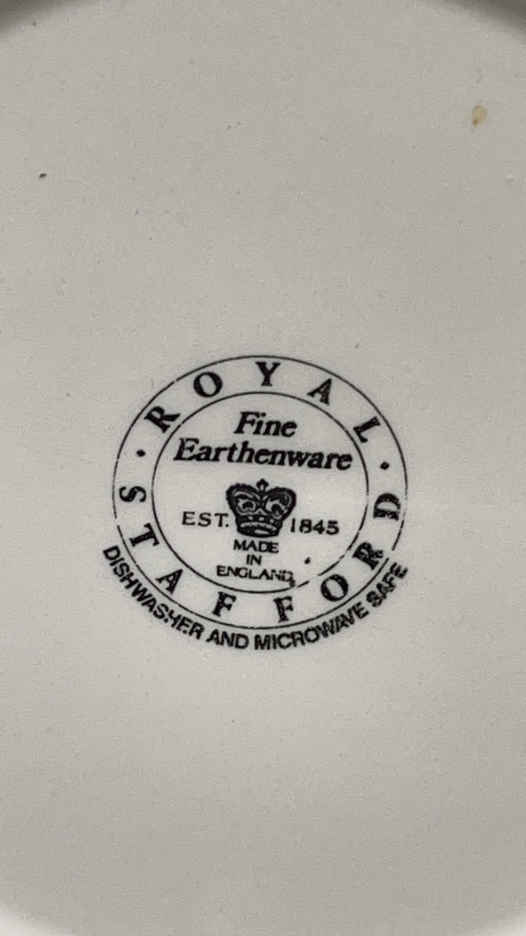 ROYAL
· STAFFORD ·
Fine
Earthenware
EST. 1845
MADE
IN
ENGLAND
DISHWASHER AND MICROWAVE SAFE